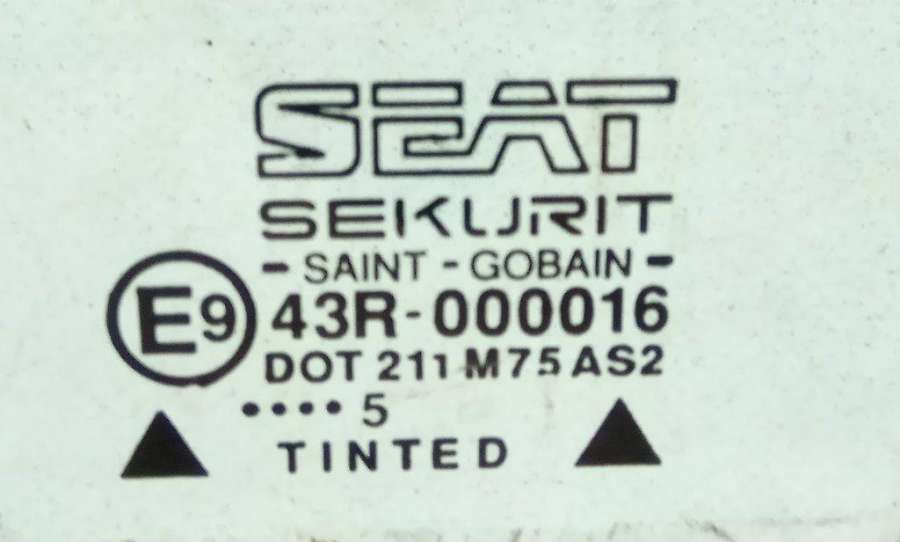 SEAT
SEKURIT
- SAINT - GOBAIN -
E9 43R-000016
DOT 211 M75 AS2
•••• 5
TINTED